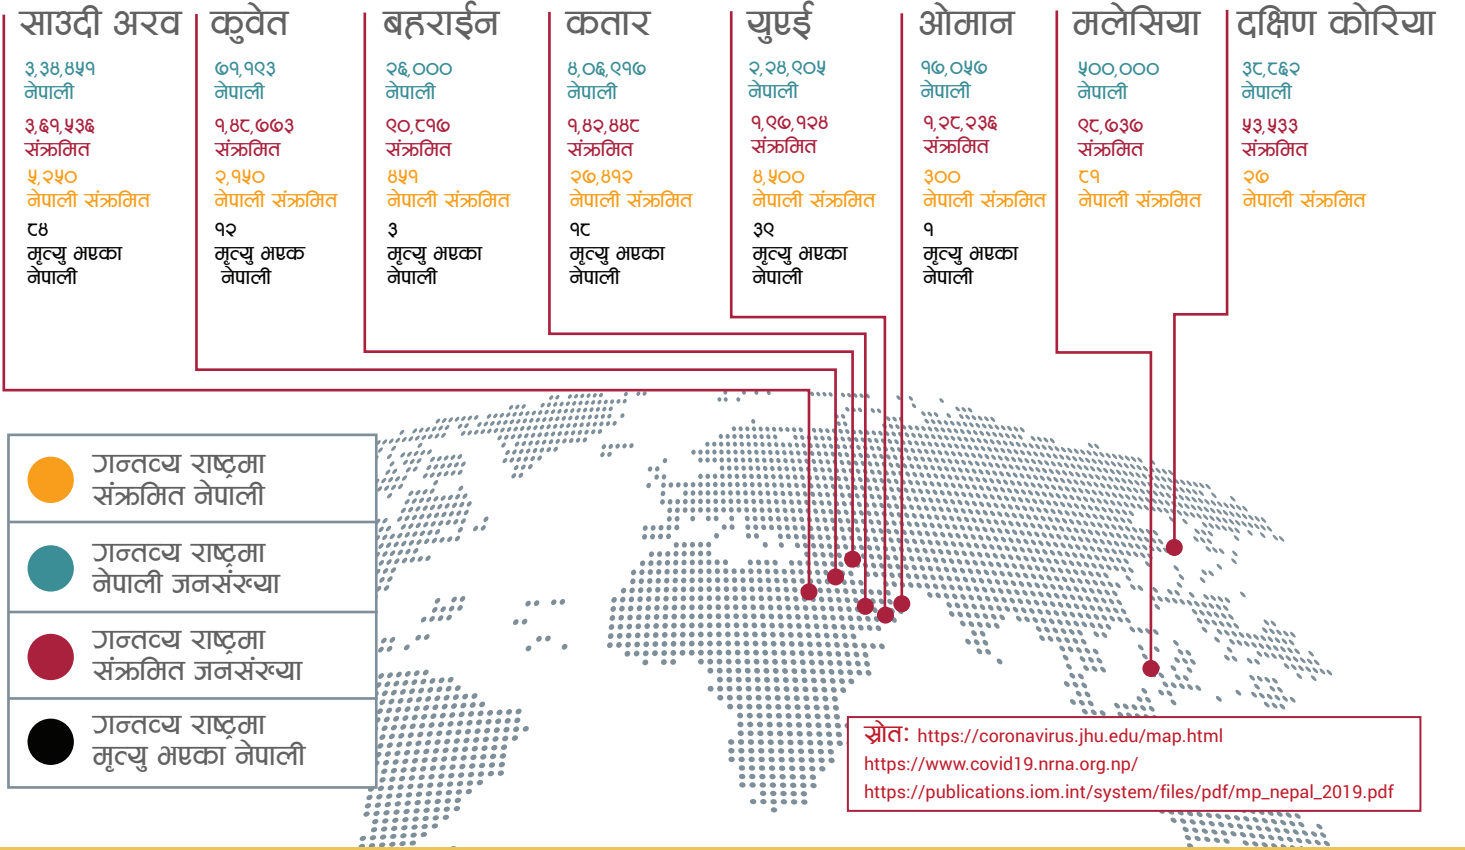 साउदी अरव
३,३४,४५१
नेपाली
३,६१,५३६
संक्रमित
५,२५०
नेपाली संक्रमित
८४
मृत्यु भएका
नेपाली
कुवेत
७१,१९३
नेपाली
१,४८,७७३
संक्रमित
२,१५०
नेपाली संक्रमित
१२
मृत्यु भएक
नेपाली
बहराईन
२६,०००
नेपाली
९०,८१७
संक्रमित
४५१
नेपाली संक्रमित
३
मृत्यु भएका
नेपाली
कतार
४,०६,९१७
नेपाली
१,४२,४४८
संक्रमित
२७,४१२
नेपाली संक्रमित
१८
मृत्यु भएका
नेपाली
युएई
२,२४,९०५
नेपाली
१,९७,१२४
संक्रमित
४,५००
नेपाली संक्रमित
३९
मृत्यु भएका
नेपाली
ओमान
१७,०५७
नेपाली
१,२८,२३६
संक्रमित
३००
नेपाली संक्रमित
१
मृत्यु भएका
नेपाली
मलेसिया
५००,०००
नेपाली
९८,७३७
संक्रमित
८१
नेपाली संक्रमित
दक्षिण कोरिया
३८,८६२
नेपाली
५३,५३३
संक्रमित
२७
नेपाली संक्रमित
गन्तव्य राष्ट्रमा
संक्रमित नेपाली
गन्तव्य राष्ट्रमा
नेपाली जनसंख्या
गन्तव्य राष्ट्रमा
संक्रमित जनसंख्या
गन्तव्य राष्ट्रमा
मृत्यु भएका नेपाली
स्रोत: https://coronavirus.jhu.edu/map.html
https://www.covid19.nrna.org.np/
https://publications.iom.int/system/files/pdf/mp_nepal_2019.pdf